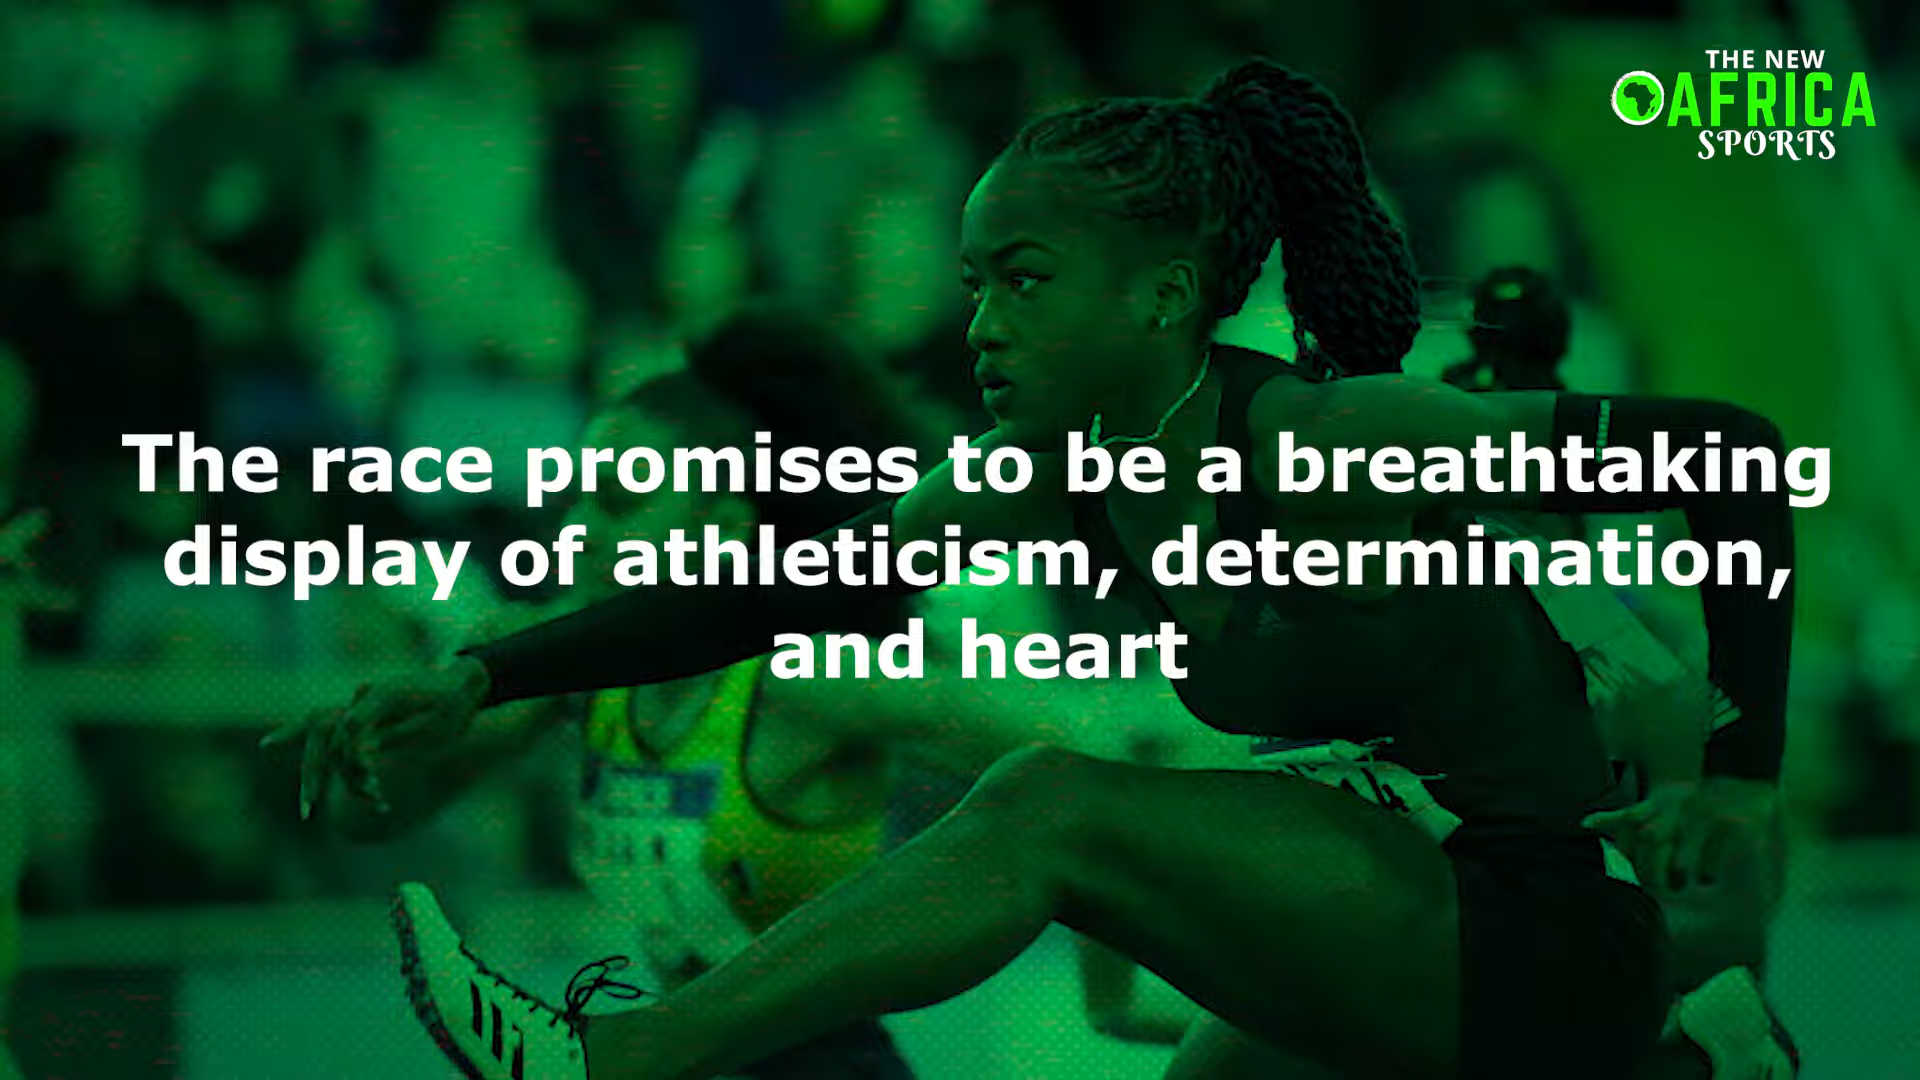 THE NEW
AFRICA
SPORTS
The race promises to be a breathtaking
display of athleticism, determination,
and heart